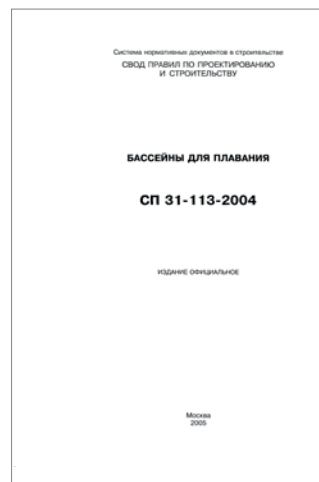 Система нормативных документов в строительстве
СВОД ПРАВИЛ ПО ПРОЕКТИРОВАНИЮ
И СТРОИТЕЛЬСТВУ
БАССЕЙНЫ ДЛЯ ПЛАВАНИЯ
СП 31-113-2004
ИЗДАНИЕ ОФИЦИАЛЬНОЕ
Москва
2005